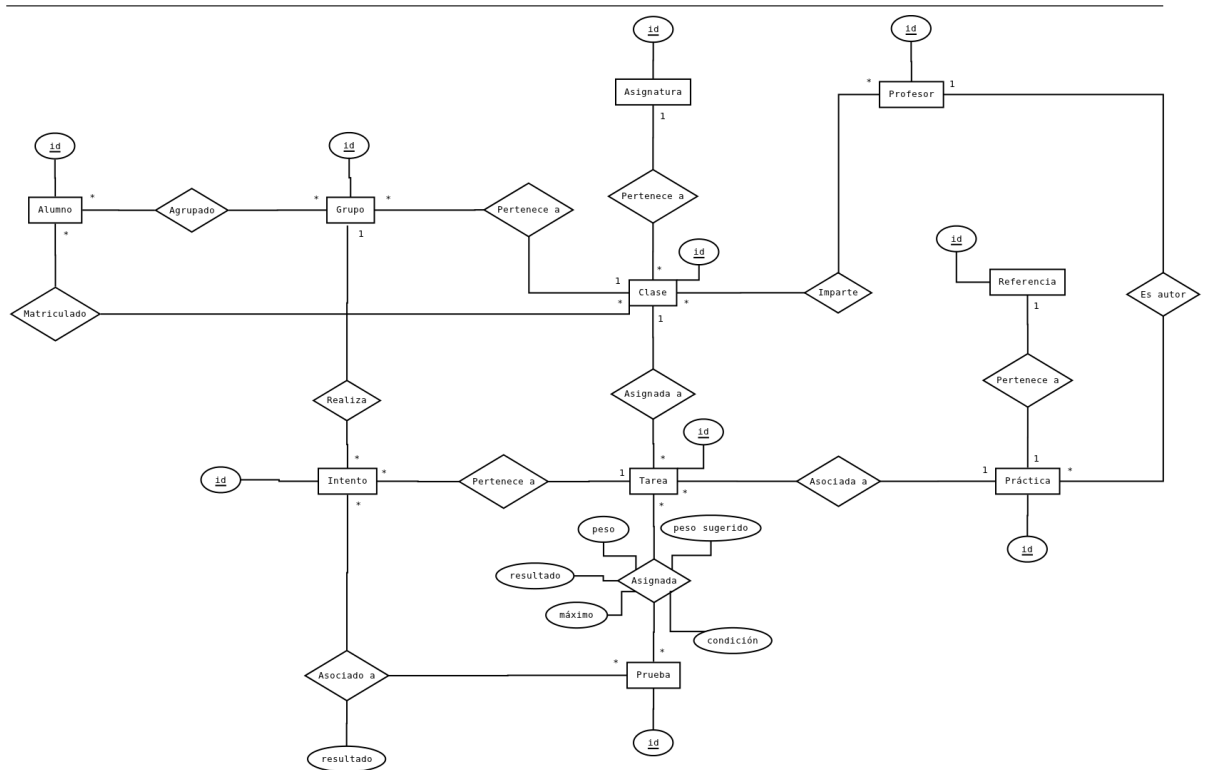 id
id
Asignatura
* Profesor 1
1
id
id
Alumno *
Agrupado
* Grupo *
Pertenece a
Pertenece a
*
1
id
id
*
1 Clase
Imparte
Referencia
Es autor
Matriculado
* *
1
1
Pertenece a
Realiza
Asignada a
id
*
*
1
id
Intento *
Pertenece a
1 Tarea
Asociada a
1 Práctica *
*
*
*
peso
peso sugerido
id
resultado
Asignada
máximo
condición
*
*
Asociado a
Prueba
id
resultado